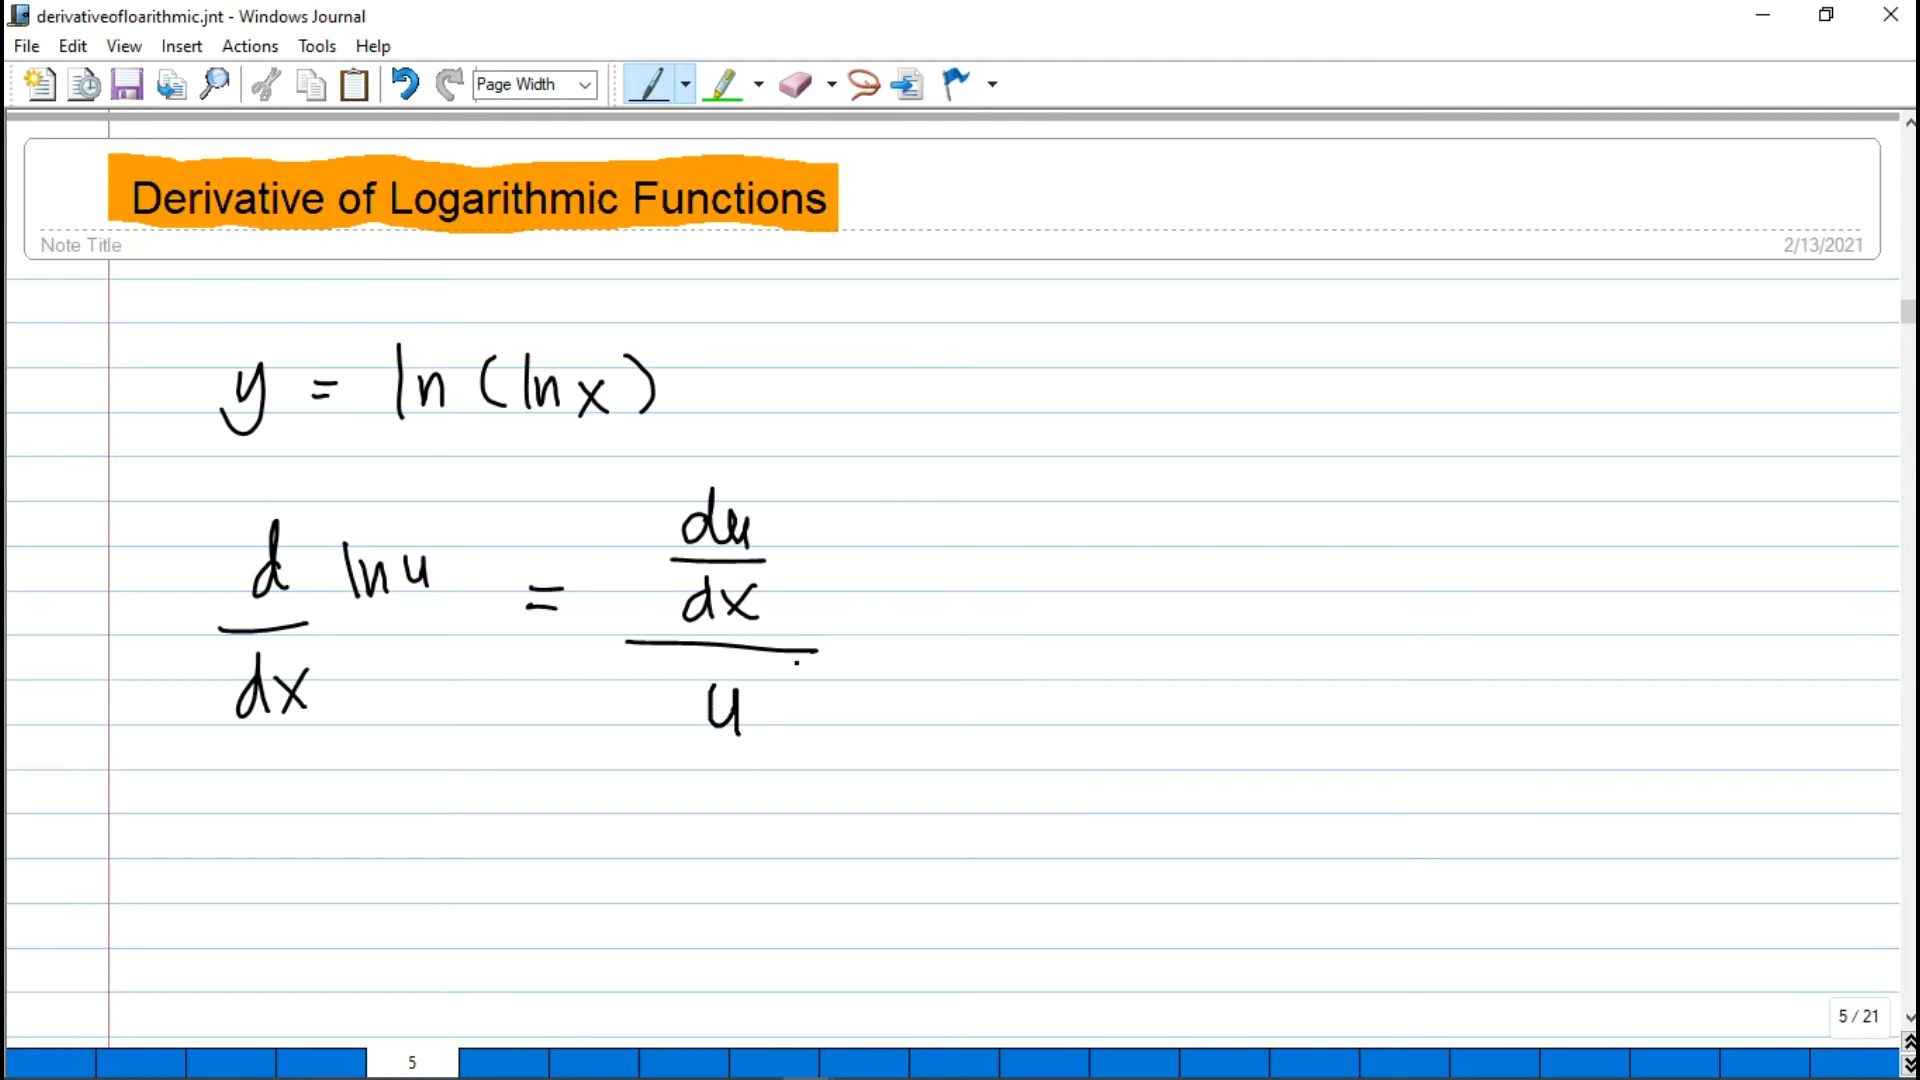 derivativeofloarithmic.jnt - Windows Journal
File Edit View Insert Actions Tools Help
Page Width
Derivative of Logarithmic Functions
Note Title 2/13/2021
y = ln (ln x)
d/dx ln u = du/dx / u
5 / 21
5